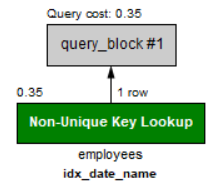 Query cost: 0.35
query_block #1
0.35 1 row
Non-Unique Key Lookup
employees
idx_date_name